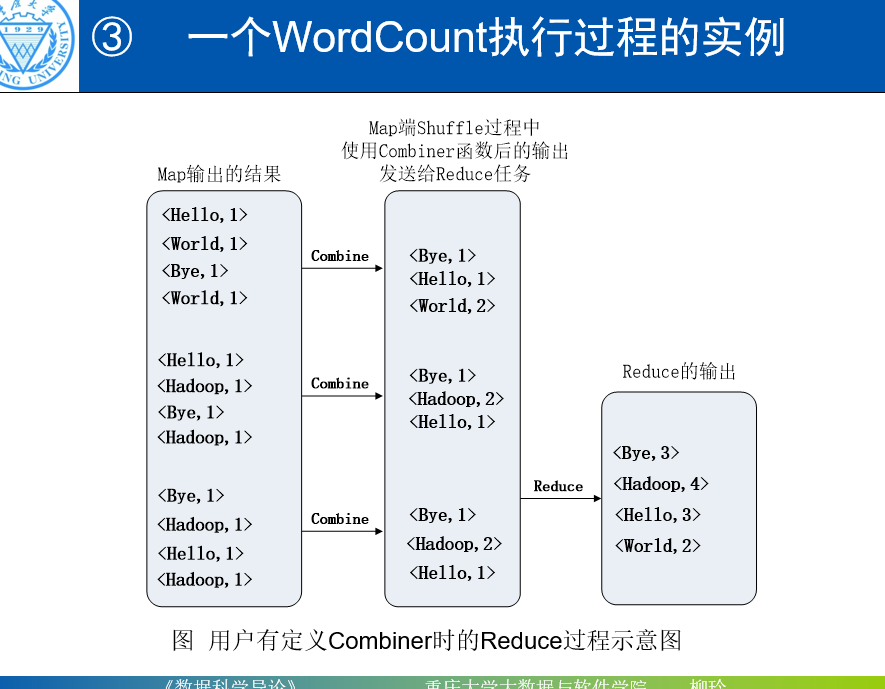 ③ 一个WordCount执行过程的实例
1929
UNIVERSITY
Map输出的结果
<Hello,1>
<World,1>
<Bye,1>
<World,1>
<Hello,1>
<Hadoop,1>
<Bye,1>
<Hadoop,1>
<Bye,1>
<Hadoop,1>
<Hello,1>
<Hadoop,1>
Combine
Combine
Combine
Map端Shuffle过程中
使用Combiner函数后的输出
发送给Reduce任务
<Bye,1>
<Hello,1>
<World,2>
<Bye,1>
<Hadoop,2>
<Hello,1>
<Bye,1>
<Hadoop,2>
<Hello,1>
Reduce
Reduce的输出
<Bye,3>
<Hadoop,4>
<Hello,3>
<World,2>
图 用户有定义Combiner时的Reduce过程示意图
《数据科学导论》 重庆大学大数据与软件学院 柳玲